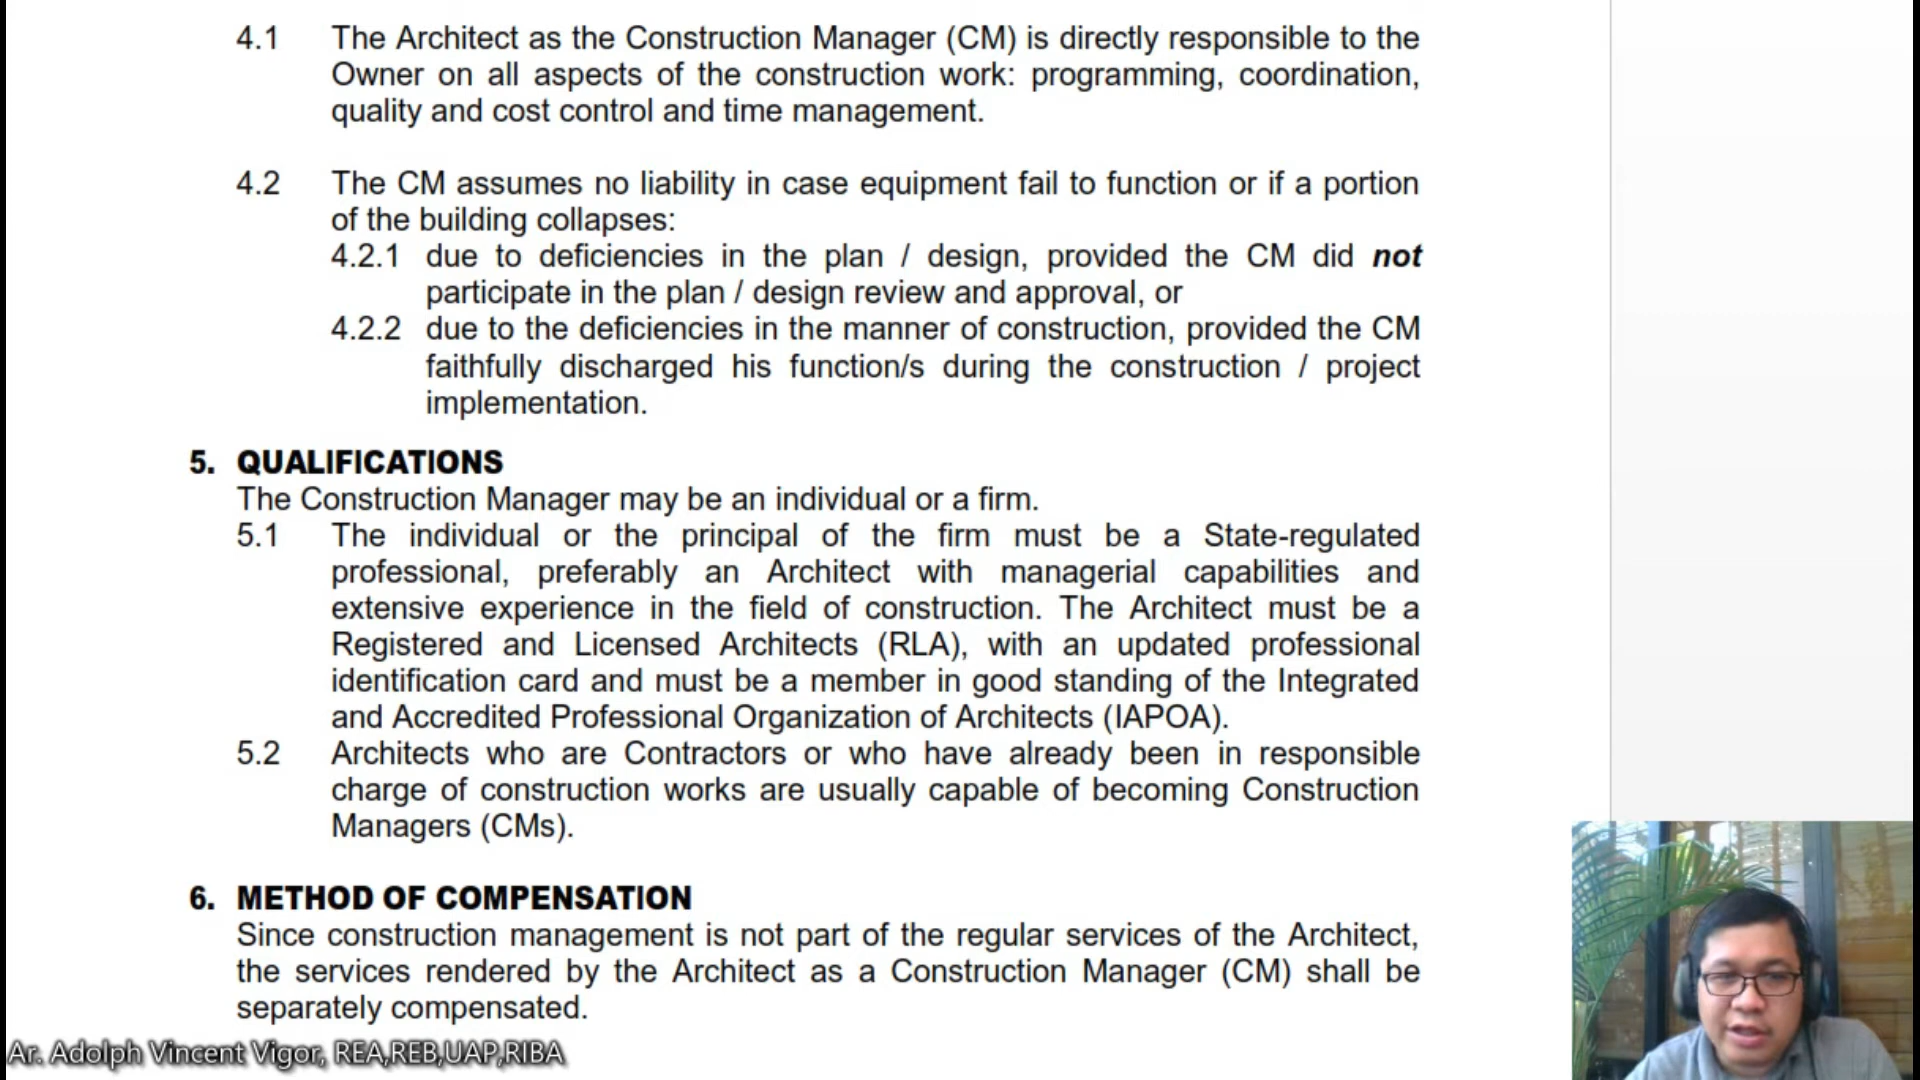 4.1 The Architect as the Construction Manager (CM) is directly responsible to the
Owner on all aspects of the construction work: programming, coordination,
quality and cost control and time management.
4.2 The CM assumes no liability in case equipment fail to function or if a portion
of the building collapses:
4.2.1 due to deficiencies in the plan / design, provided the CM did not
participate in the plan / design review and approval, or
4.2.2 due to the deficiencies in the manner of construction, provided the CM
faithfully discharged his function/s during the construction / project
implementation.
5. QUALIFICATIONS
The Construction Manager may be an individual or a firm.
5.1 The individual or the principal of the firm must be a State-regulated
professional, preferably an Architect with managerial capabilities and
extensive experience in the field of construction. The Architect must be a
Registered and Licensed Architects (RLA), with an updated professional
identification card and must be a member in good standing of the Integrated
and Accredited Professional Organization of Architects (IAPOA).
5.2 Architects who are Contractors or who have already been in responsible
charge of construction works are usually capable of becoming Construction
Managers (CMs).
6. METHOD OF COMPENSATION
Since construction management is not part of the regular services of the Architect,
the services rendered by the Architect as a Construction Manager (CM) shall be
separately compensated.
Ar. Adolph Vincent Vigor, REA,REB,UAP,RIBA